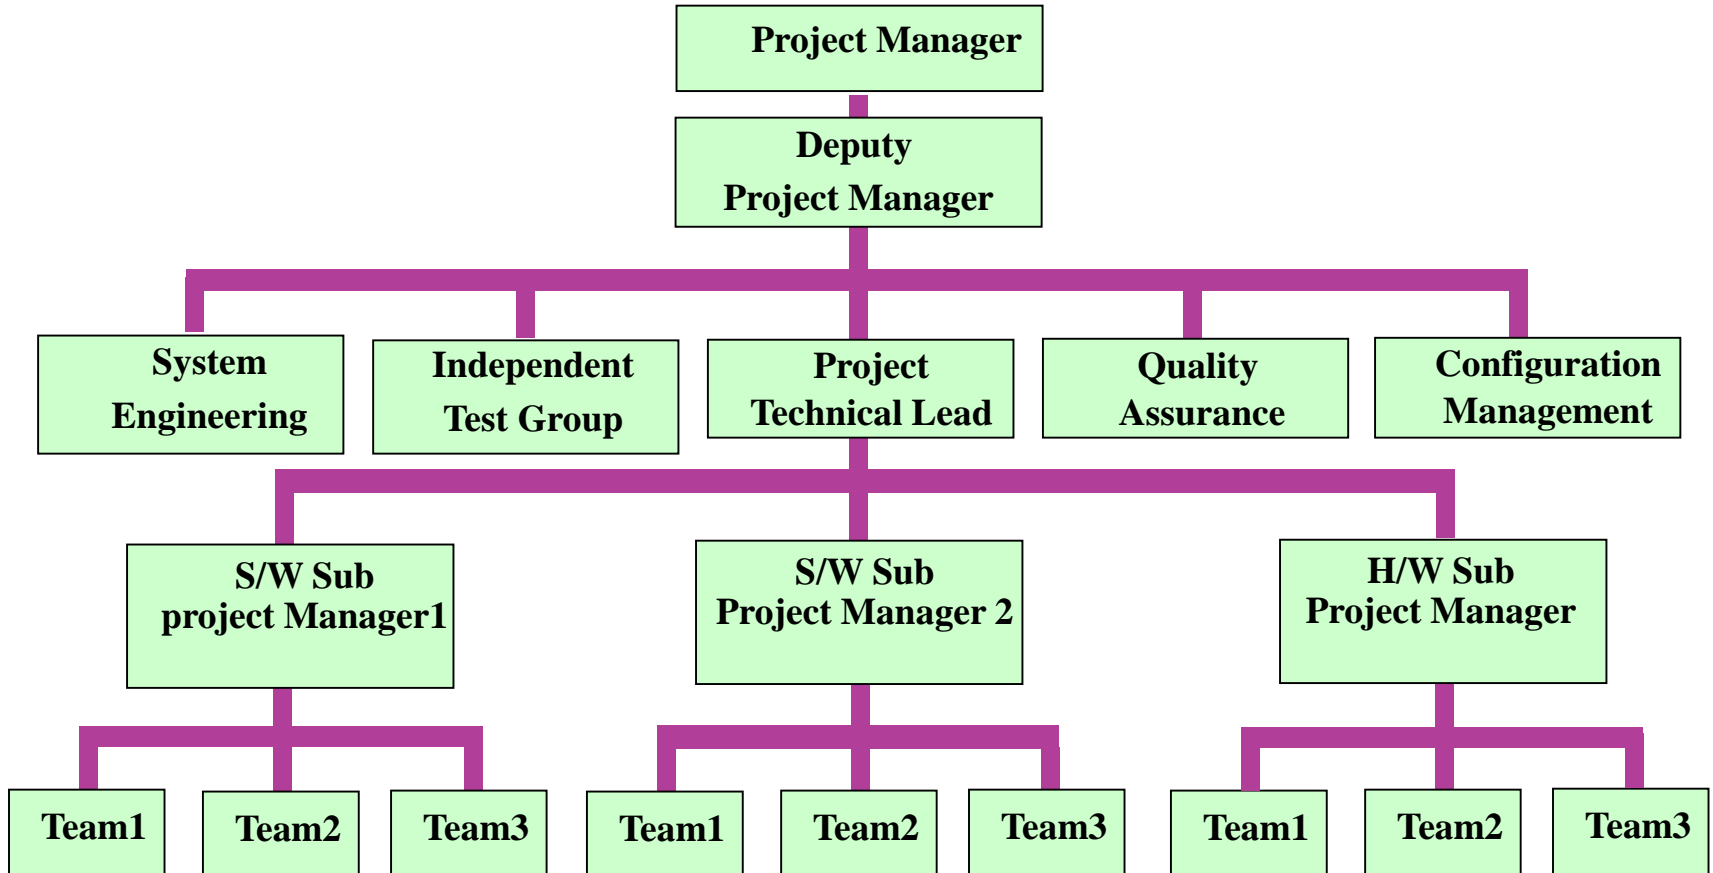 Project Manager
Deputy
Project Manager
System
Engineering
Independent
Test Group
Project
Technical Lead
Quality
Assurance
Configuration
Management
S/W Sub
project Manager1
S/W Sub
Project Manager 2
H/W Sub
Project Manager
Team1
Team2
Team3
Team1
Team2
Team3
Team1
Team2
Team3